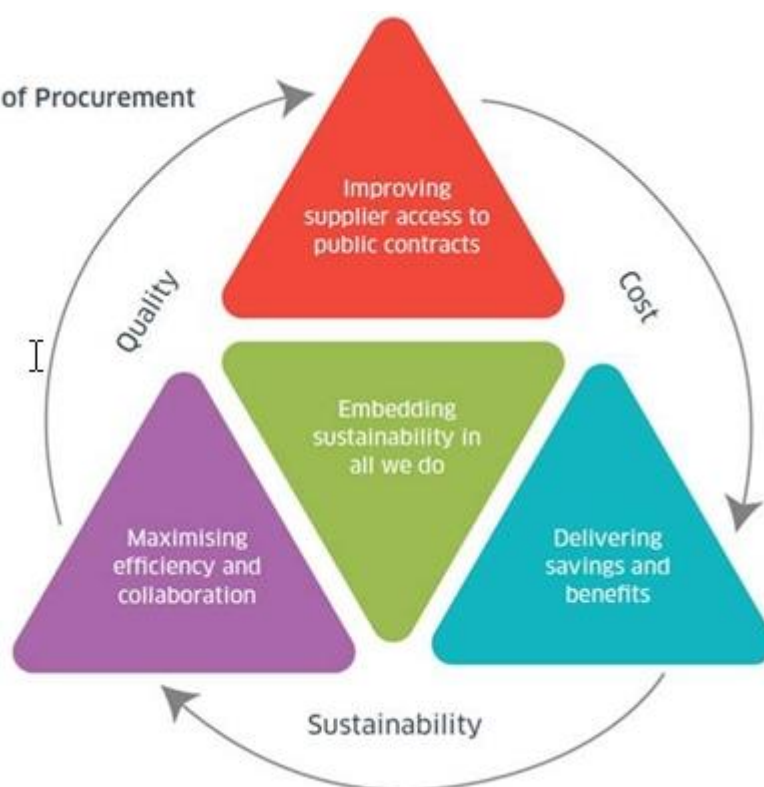 of Procurement
Improving
supplier access to
public contracts
Quality
Cost
Embedding
sustainability in
all we do
Maximising
efficiency and
collaboration
Delivering
savings and
benefits
Sustainability